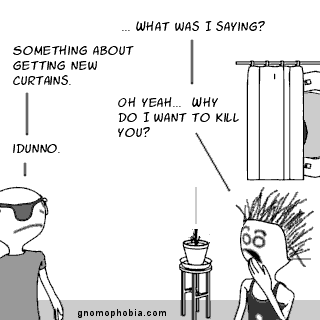 ... WHAT WAS I SAYING?
SOMETHING ABOUT
GETTING NEW
CURTAINS.
OH YEAH... WHY
DO I WANT TO KILL
YOU?
IDUNNO.
gnomophobia.com